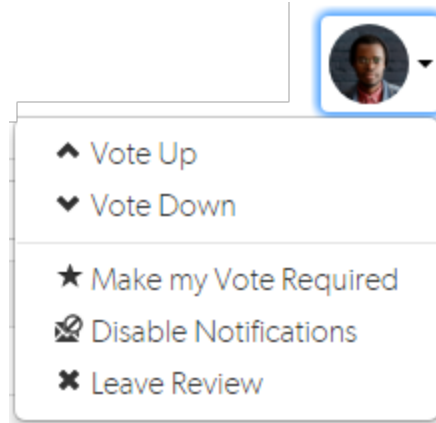 Vote Up
Vote Down
Make my Vote Required
Disable Notifications
Leave Review